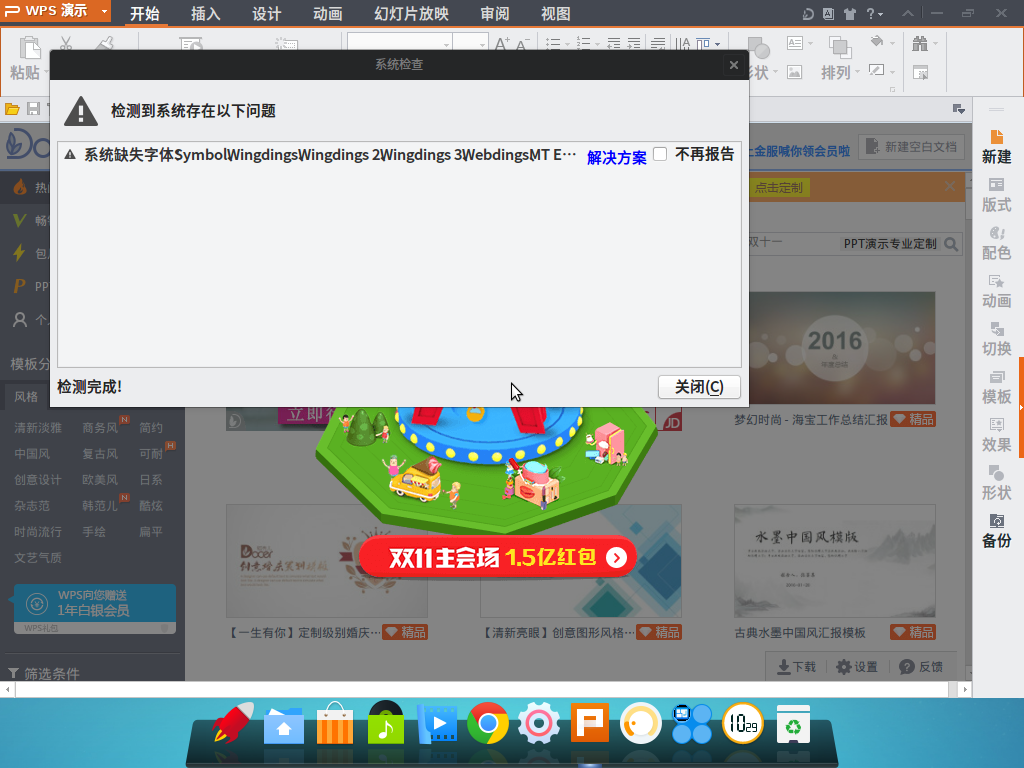 WPS 演示
开始 插入 设计 动画 幻灯片放映 审阅 视图
粘贴
排列
系统检查
检测到系统存在以下问题
系统缺失字体SymbolWingdingsWingdings 2Wingdings 3WebdingsMT E··· 解决方案 不再报告
检测完成!
关闭(C)
金服喊你领会员啦
新建空白文档
点击定制
双十一
PPT演示专业定制
新建
版式
配色
动画
切换
模板
效果
形状
备份
2016
梦幻时尚 - 海宝工作总结汇报 精品
JD
模板分
风格
清新淡雅 商务风 N 简约
中国风 复古风 可耐 H
创意设计 欧美风 日系
杂志范 韩范儿 N 酷炫
时尚流行 手绘 扁平
文艺气质
WPS向您赠送
1年白银会员
WPS礼包
筛选条件
双11主会场 1.5亿红包
Docer
水墨中国风模版
【一生有你】定制级别婚庆··· 精品
【清新亮眼】创意图形风格··· 精品
古典水墨中国风汇报模板 精品
下载 设置 反馈
10 29